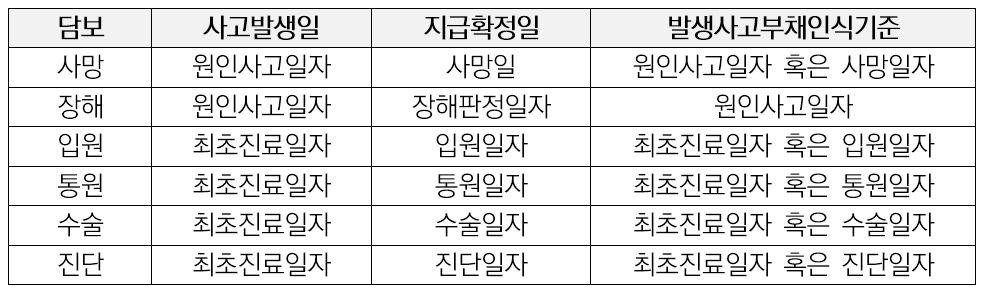 담보 사고발생일 지급확정일 발생사고부채인식기준
사망 원인사고일자 사망일 원인사고일자 혹은 사망일자
장해 원인사고일자 장해판정일자 원인사고일자
입원 최초진료일자 입원일자 최초진료일자 혹은 입원일자
통원 최초진료일자 통원일자 최초진료일자 혹은 통원일자
수술 최초진료일자 수술일자 최초진료일자 혹은 수술일자
진단 최초진료일자 진단일자 최초진료일자 혹은 진단일자